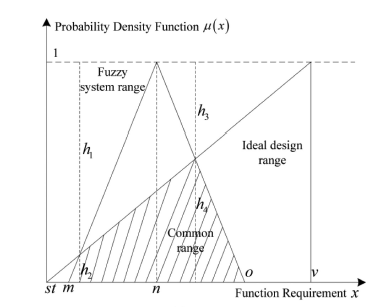 Probability Density Function μ(x)
1
Fuzzy
system range
h₃
h₁
Ideal design
range
h₄
Common
range
h₂
st m n o v
Function Requirement x